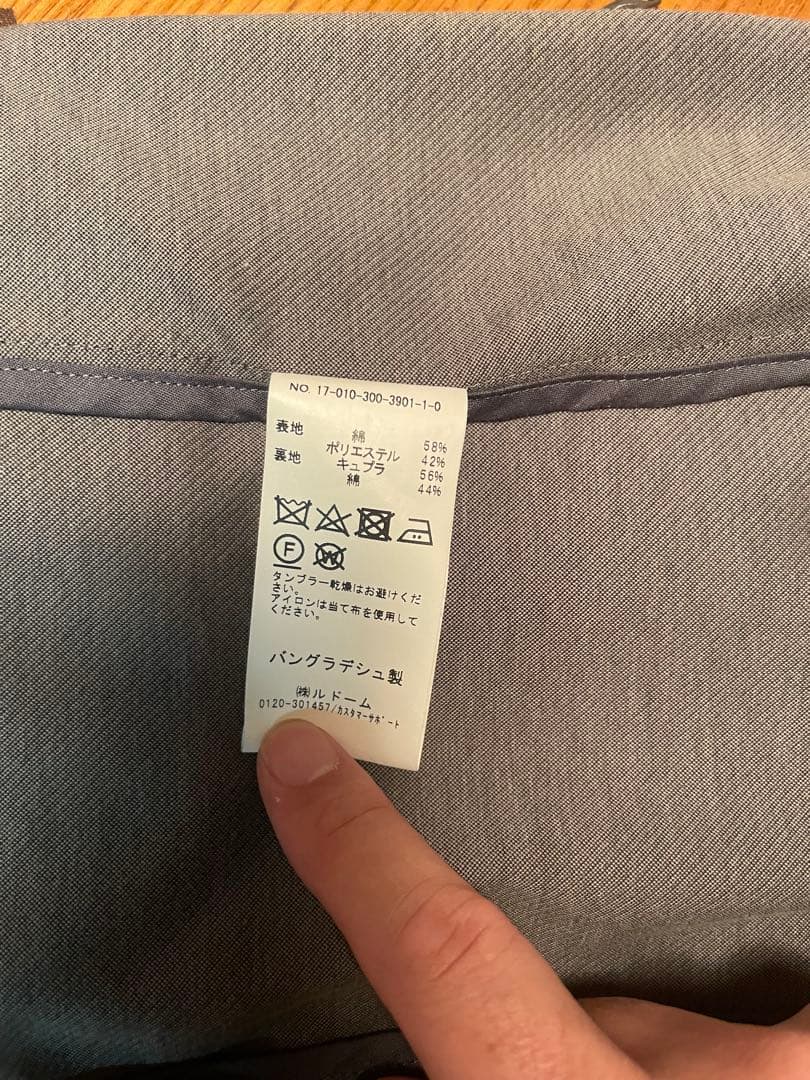 NO. 17-010-300-3901-1-0
表地 綿 58%
ポリエステル 42%
裏地 キュプラ 56%
綿 44%
F W
タンブラー乾燥はお避けくだ
さい。
アイロンは当て布を使用して
ください。
バングラデシュ製
㈱ルドーム
0120-301457/ｶｽﾀﾏｰｻﾎﾟｰﾄ